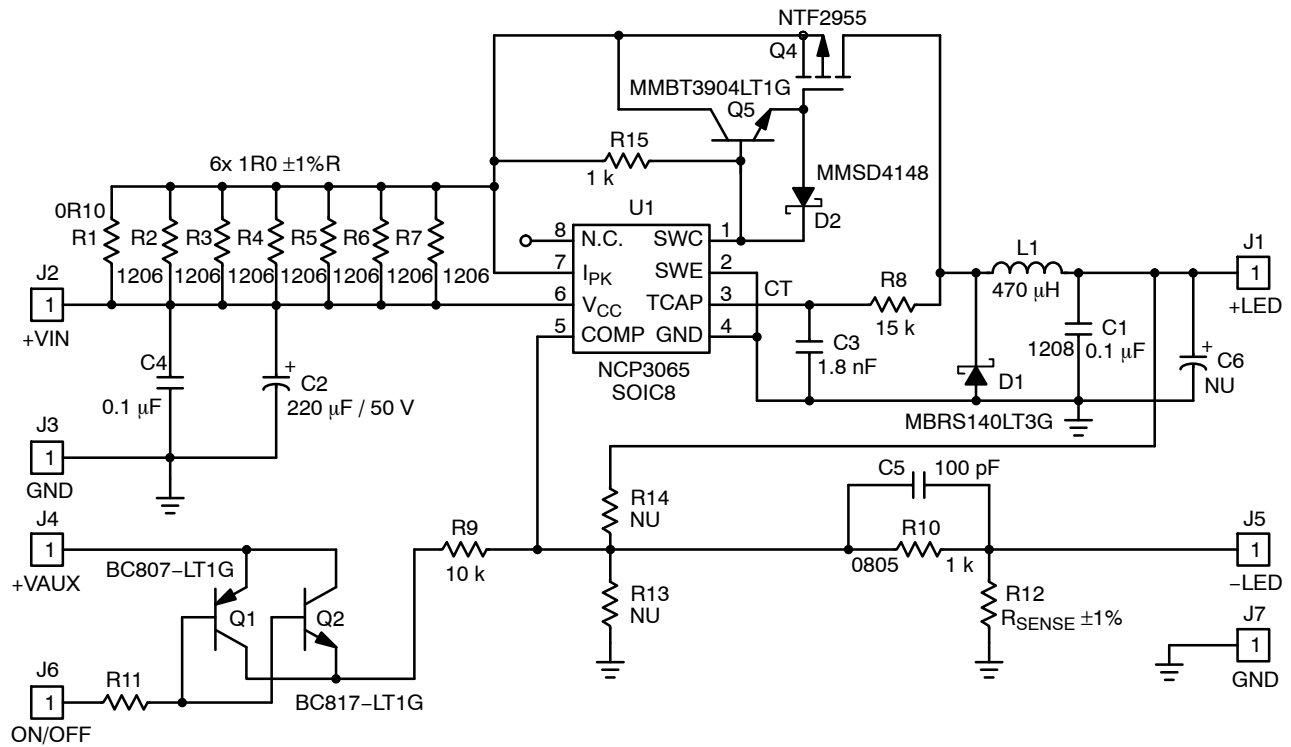 NTF2955
Q4
MMBT3904LT1G
Q5
R15
1 k
MMSD4148
D2
6x 1R0 ±1%R
0R10
R1 R2 R3 R4 R5 R6 R7
1206 1206 1206 1206 1206 1206 1206
U1
8 N.C. SWC 1
7 IPK SWE 2
6 VCC TCAP 3
5 COMP GND 4
NCP3065
SOIC8
CT
R8
15 k
C3
1.8 nF
L1
470 µH
D1
MBRS140LT3G
C1
1208 0.1 µF
+
C6
NU
J1
1
+LED
J2
1
+VIN
C4
0.1 µF
+
C2
220 µF / 50 V
J3
1
GND
J4
1
+VAUX
BC807–LT1G
Q1
Q2
BC817–LT1G
J6
1
ON/OFF
R11
R9
10 k
R14
NU
R13
NU
C5
100 pF
R10
0805 1 k
R12
RSENSE ±1%
J5
1
–LED
J7
1
GND